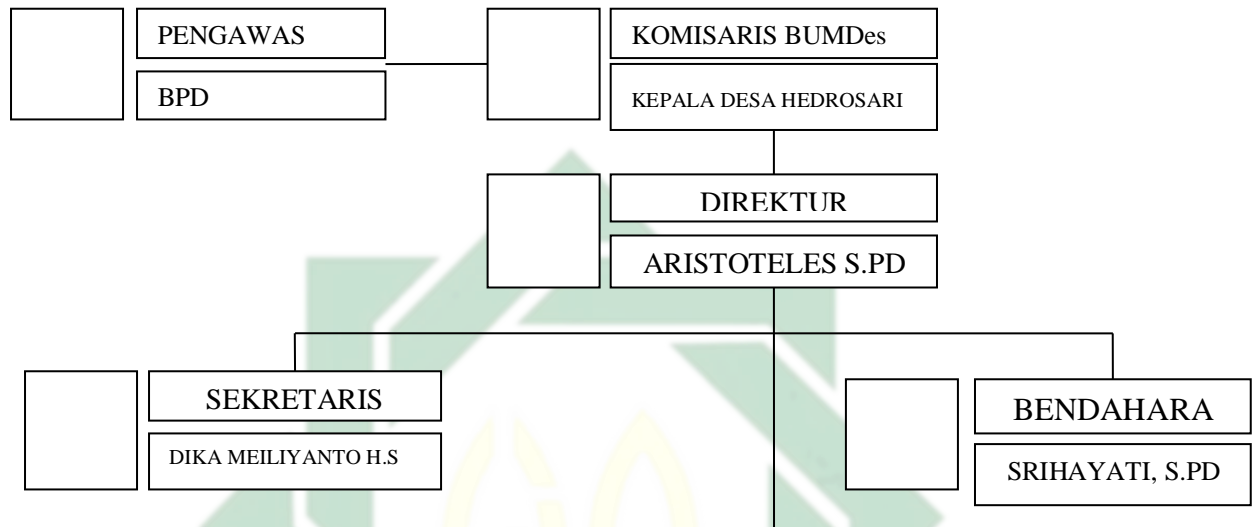 PENGAWAS
BPD
KOMISARIS BUMDes
KEPALA DESA HEDROSARI
DIREKTUR
ARISTOTELES S.PD
SEKRETARIS
DIKA MEILIYANTO H.S
BENDAHARA
SRIHAYATI, S.PD